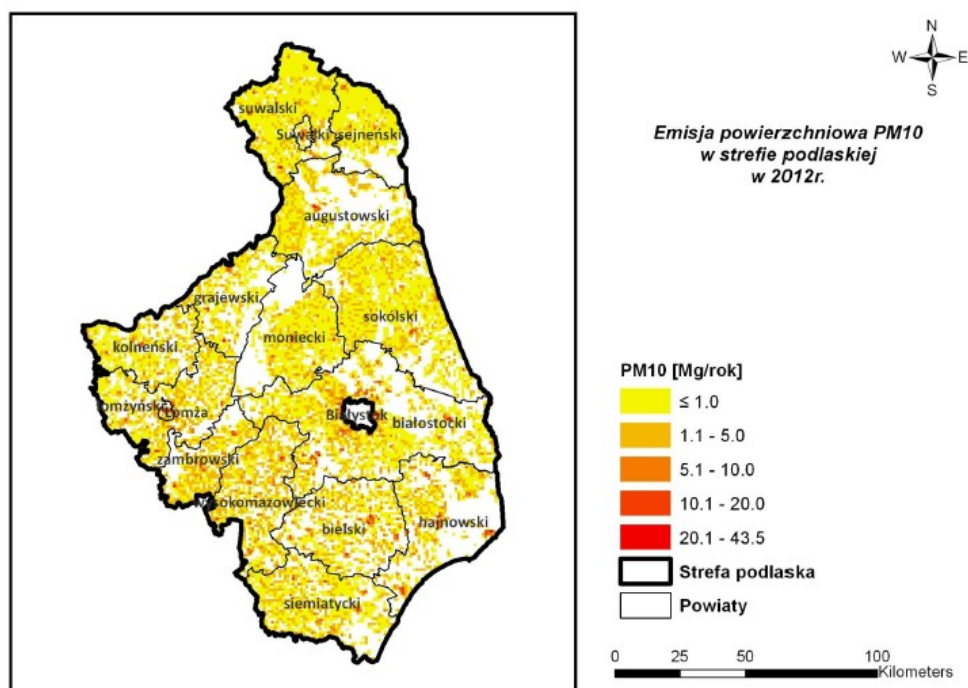 N
W E
S
Emisja powierzchniowa PM10
w strefie podlaskiej
w 2012r.
suwalski
Suwałki sejneński
augustowski
grajewski
sokólski
moniecki
kolneński
łomżyński
Łomża
Białystok
białostocki
zambrowski
wysokomazowiecki
bielski
hajnowski
siemiatycki
PM10 [Mg/rok]
≤ 1.0
1.1 - 5.0
5.1 - 10.0
10.1 - 20.0
20.1 - 43.5
Strefa podlaska
Powiaty
0 25 50 100
Kilometers